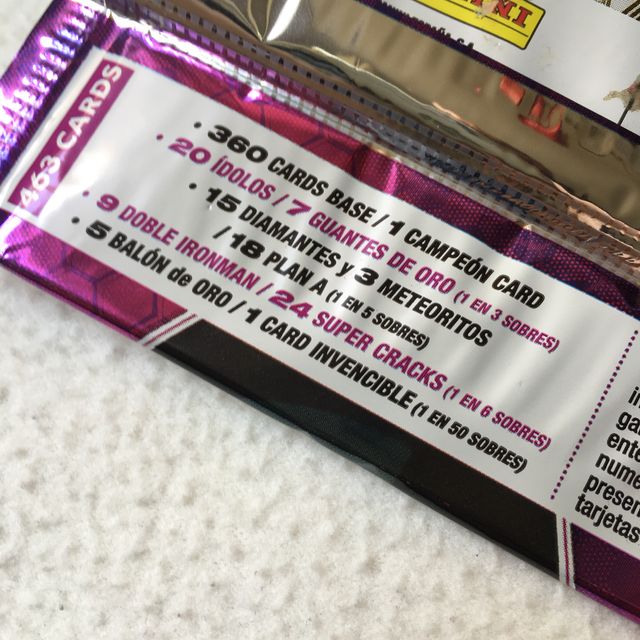 PANINI
463 CARDS
• 360 CARDS BASE / 1 CAMPEÓN CARD
• 20 ÍDOLOS / 7 GUANTES DE ORO (1 EN 3 SOBRES)
• 15 DIAMANTES y 3 METEORITOS
/ 18 PLAN A (1 EN 5 SOBRES)
• 9 DOBLE IRONMAN / 24 SUPER CRACKS (1 EN 6 SOBRES)
• 5 BALÓN de ORO / 1 CARD INVENCIBLE (1 EN 50 SOBRES)
tarjetas